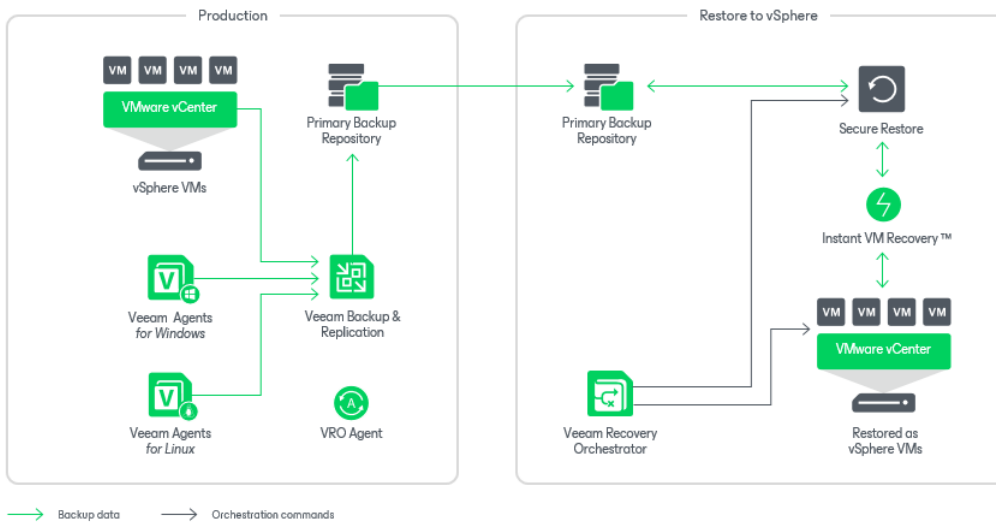 Production
VM VM VM VM
VMware vCenter
vSphere VMs
Primary Backup
Repository
V
Veeam Agents
for Windows
Veeam Backup &
Replication
V
Veeam Agents
for Linux
A
VRO Agent
Restore to vSphere
Primary Backup
Repository
Secure Restore
Instant VM Recovery™
VM VM VM VM
VMware vCenter
Restored as
vSphere VMs
Veeam Recovery
Orchestrator
Backup data
Orchestration commands